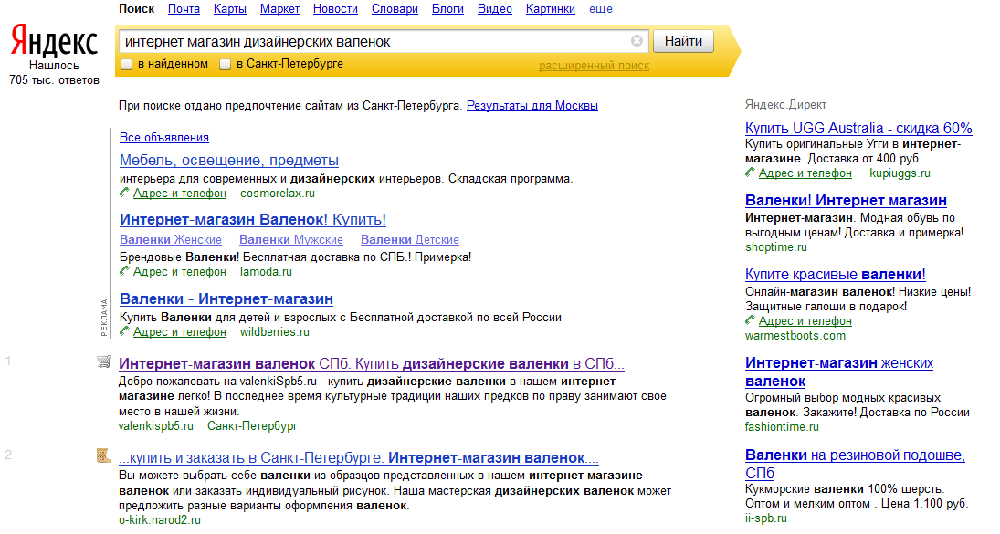 Поиск Почта Карты Маркет Новости Словари Блоги Видео Картинки ещё
Яндекс
Нашлось
705 тыс. ответов
интернет магазин дизайнерских валенок
Найти
в найденном в Санкт-Петербурге расширенный поиск
При поиске отдано предпочтение сайтам из Санкт-Петербурга. Результаты для Москвы
Все объявления
Мебель, освещение, предметы
интерьера для современных и дизайнерских интерьеров. Складская программа.
Адрес и телефон cosmorelax.ru
Интернет-магазин Валенок! Купить!
Валенки Женские Валенки Мужские Валенки Детские
Брендовые Валенки! Бесплатная доставка по СПБ.! Примерка!
Адрес и телефон lamoda.ru
Валенки - Интернет-магазин
Купить Валенки для детей и взрослых с Бесплатной доставкой по всей России
Адрес и телефон wildberries.ru
РЕКЛАМА
1
Интернет-магазин валенок СПб. Купить дизайнерские валенки в СПб...
Добро пожаловать на valenkiSpb5.ru - купить дизайнерские валенки в нашем интернет-
магазине легко! В последнее время культурные традиции наших предков по праву занимают свое
место в нашей жизни.
valenkispb5.ru Санкт-Петербург
2
...купить и заказать в Санкт-Петербурге. Интернет-магазин валенок....
Вы можете выбрать себе валенки из образцов представленных в нашем интернет-магазине
валенок или заказать индивидуальный рисунок. Наша мастерская дизайнерских валенок может
предложить разные варианты оформления валенок.
o-kirk.narod2.ru
Яндекс.Директ
Купить UGG Australia - скидка 60%
Купить оригинальные Угги в интернет-
магазине. Доставка от 400 руб.
Адрес и телефон kupiuggs.ru
Валенки! Интернет магазин
Интернет-магазин. Модная обувь по
выгодным ценам! Доставка и примерка!
shoptime.ru
Купите красивые валенки!
Онлайн-магазин валенок! Низкие цены!
Защитные галоши в подарок!
Адрес и телефон
warmestboots.com
Интернет-магазин женских
валенок
Огромный выбор модных красивых
валенок. Закажите! Доставка по России
fashiontime.ru
Валенки на резиновой подошве,
СПб
Кукморские валенки 100% шерсть.
Оптом и мелким оптом . Цена 1.100 руб.
ii-spb.ru